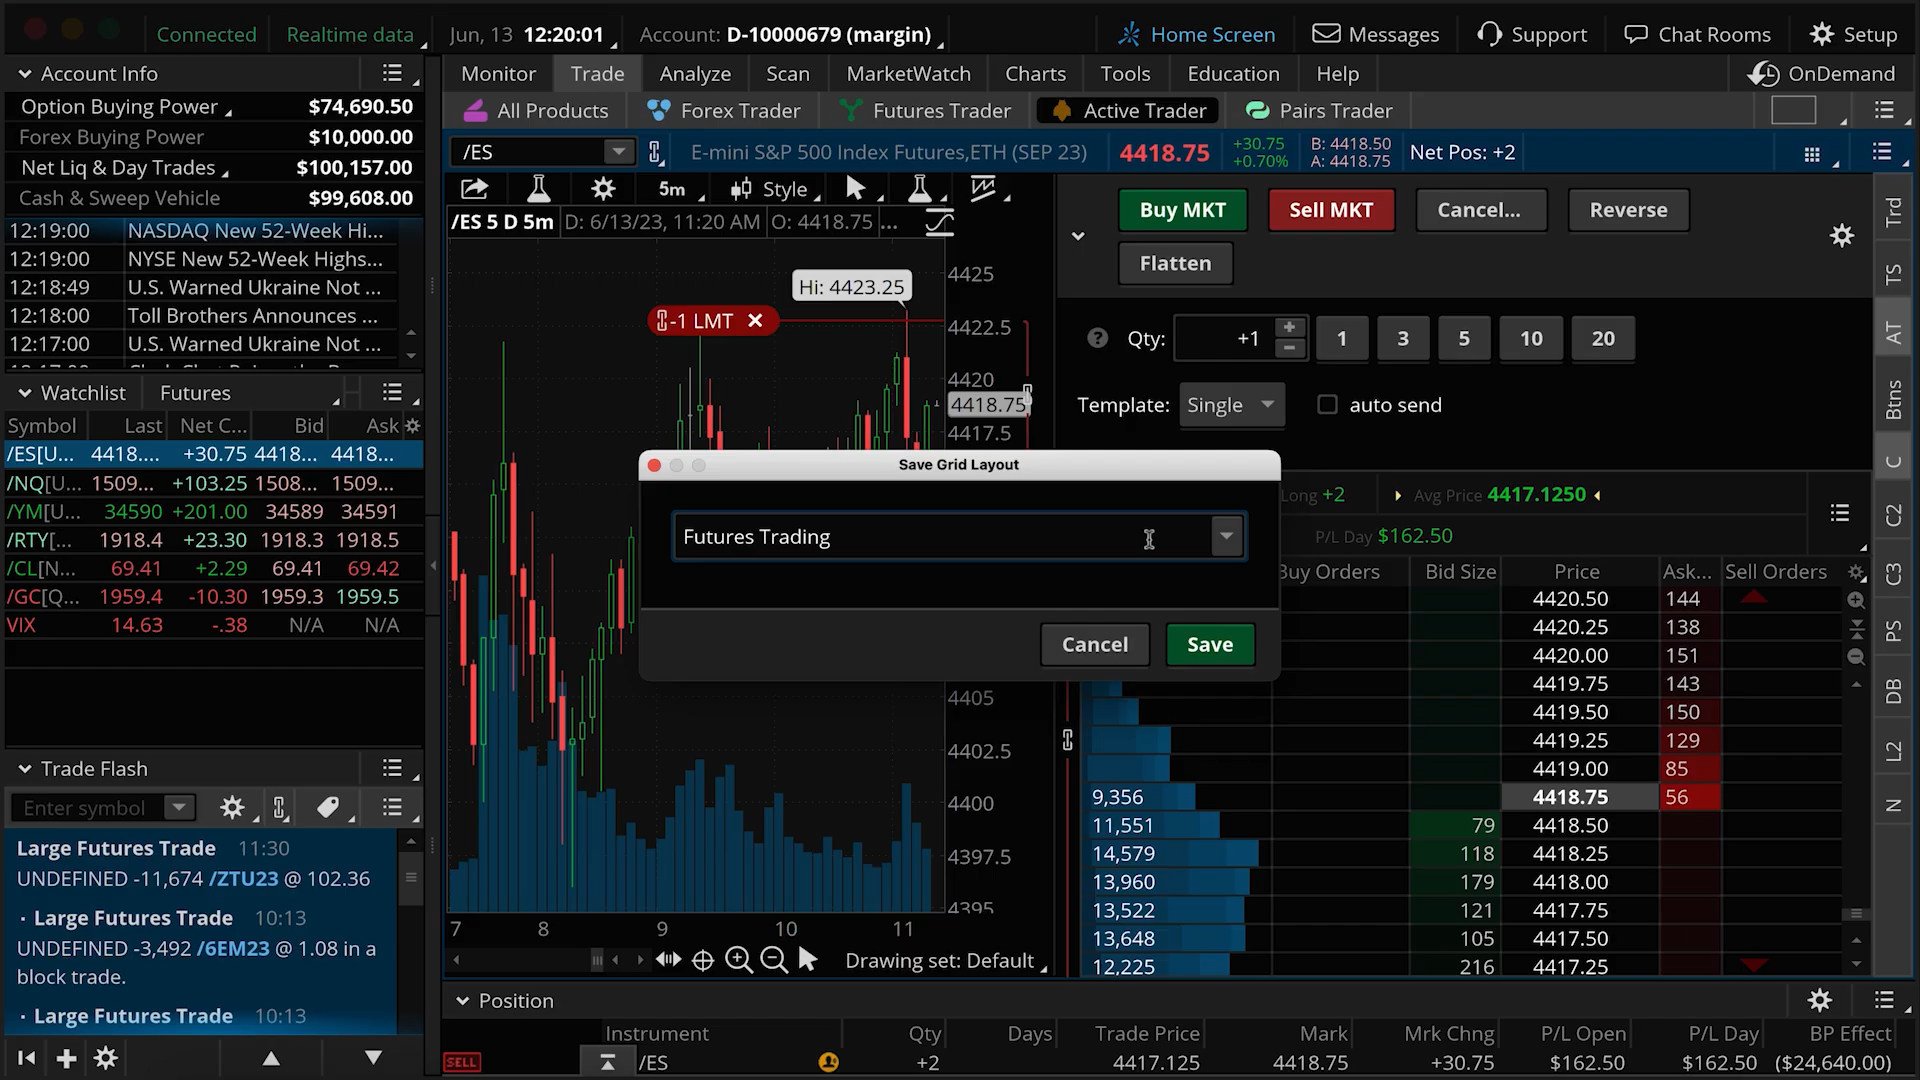 Connected Realtime data Jun, 13 12:20:01 Account: D-10000679 (margin) Home Screen Messages Support Chat Rooms Setup
Account Info
Option Buying Power $74,690.50
Forex Buying Power $10,000.00
Net Liq & Day Trades $100,157.00
Cash & Sweep Vehicle $99,608.00
12:19:00 NASDAQ New 52-Week Hi...
12:19:00 NYSE New 52-Week Highs...
12:18:49 U.S. Warned Ukraine Not ...
12:18:00 Toll Brothers Announces ...
12:17:00 U.S. Warned Ukraine Not ...
Watchlist Futures
Symbol Last Net C... Bid Ask
/ES[U... 4418.... +30.75 4418... 4418...
/NQ[U... 1509... +103.25 1508... 1509...
/YM[U... 34590 +201.00 34589 34591
/RTY[... 1918.4 +23.30 1918.3 1918.5
/CL[N... 69.41 +2.29 69.41 69.42
/GC[Q... 1959.4 -10.30 1959.3 1959.5
VIX 14.63 -.38 N/A N/A
Trade Flash
Enter symbol
Large Futures Trade 11:30
UNDEFINED -11,674 /ZTU23 @ 102.36
· Large Futures Trade 10:13
UNDEFINED -3,492 /6EM23 @ 1.08 in a
block trade.
· Large Futures Trade 10:13
Monitor Trade Analyze Scan MarketWatch Charts Tools Education Help OnDemand
All Products Forex Trader Futures Trader Active Trader Pairs Trader
/ES E-mini S&P 500 Index Futures,ETH (SEP 23) 4418.75 +30.75 +0.70% B: 4418.50 A: 4418.75 Net Pos: +2
5m Style
/ES 5 D 5m D: 6/13/23, 11:20 AM O: 4418.75 ...
Hi: 4423.25
-1 LMT
4425
4422.5
4420
4418.75
4417.5
4405
4402.5
4400
4397.5
4395
7 8 9 10 11
Drawing set: Default
Buy MKT Sell MKT Cancel... Reverse
Flatten
Qty: +1 1 3 5 10 20
Template: Single auto send
Long +2 Avg Price 4417.1250
P/L Day $162.50
Save Grid Layout
Futures Trading
Cancel Save
Buy Orders Bid Size Price Ask... Sell Orders
4420.50 144
4420.25 138
4420.00 151
4419.75 143
4419.50 150
4419.25 129
4419.00 85
9,356 4418.75 56
11,551 79 4418.50
14,579 118 4418.25
13,960 179 4418.00
13,522 121 4417.75
13,648 105 4417.50
12,225 216 4417.25
Trd
TS
AT
Btns
C
C2
C3
PS
DB
L2
N
Position
Instrument Qty Days Trade Price Mark Mrk Chng P/L Open P/L Day BP Effect
SELL /ES +2 4417.125 4418.75 +30.75 $162.50 $162.50 ($24,640.00)